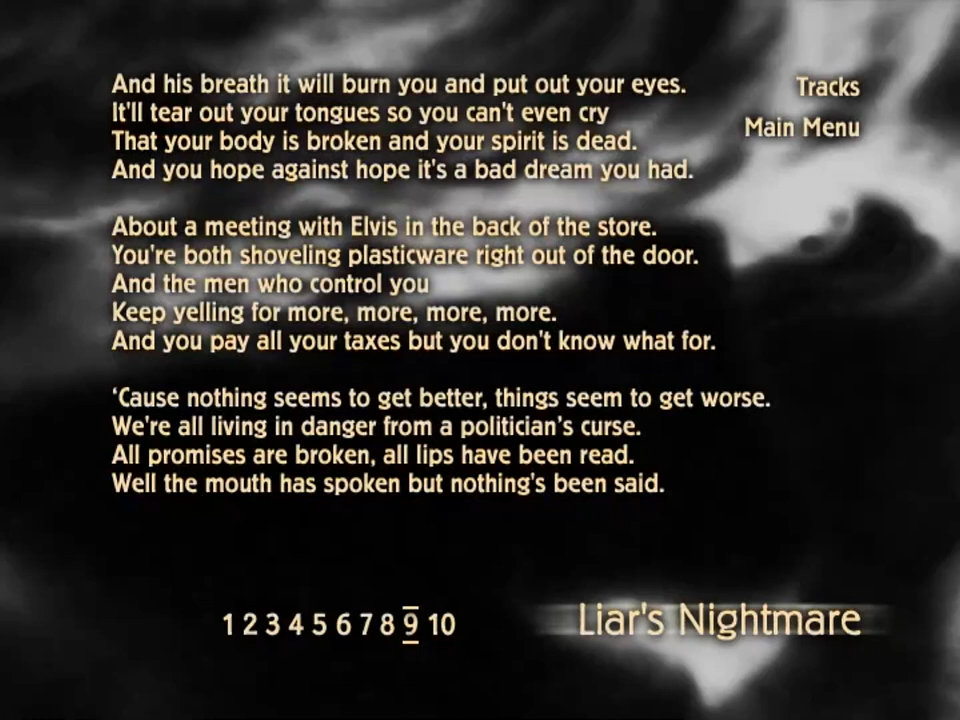 And his breath it will burn you and put out your eyes.
It'll tear out your tongues so you can't even cry
That your body is broken and your spirit is dead.
And you hope against hope it's a bad dream you had.
About a meeting with Elvis in the back of the store.
You're both shoveling plasticware right out of the door.
And the men who control you
Keep yelling for more, more, more, more.
And you pay all your taxes but you don't know what for.
‘Cause nothing seems to get better, things seem to get worse.
We're all living in danger from a politician’s curse.
All promises are broken, all lips have been read.
Well the mouth has spoken but nothing's been said.
Tracks
Main Menu
1 2 3 4 5 6 7 8 9 10
Liar's Nightmare